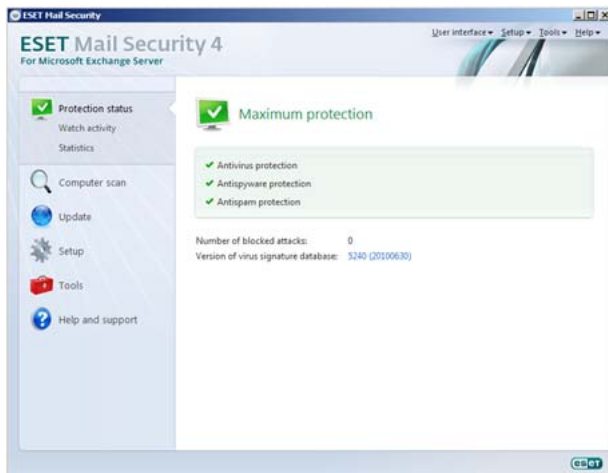 ESET Mail Security
User interface Setup Tools Help
ESET Mail Security 4
For Microsoft Exchange Server
Protection status
Watch activity
Statistics
Computer scan
Update
Setup
Tools
Help and support
Maximum protection
Antivirus protection
Antispyware protection
Antispam protection
Number of blocked attacks: 0
Version of virus signature database: 5240 (20100630)
eset